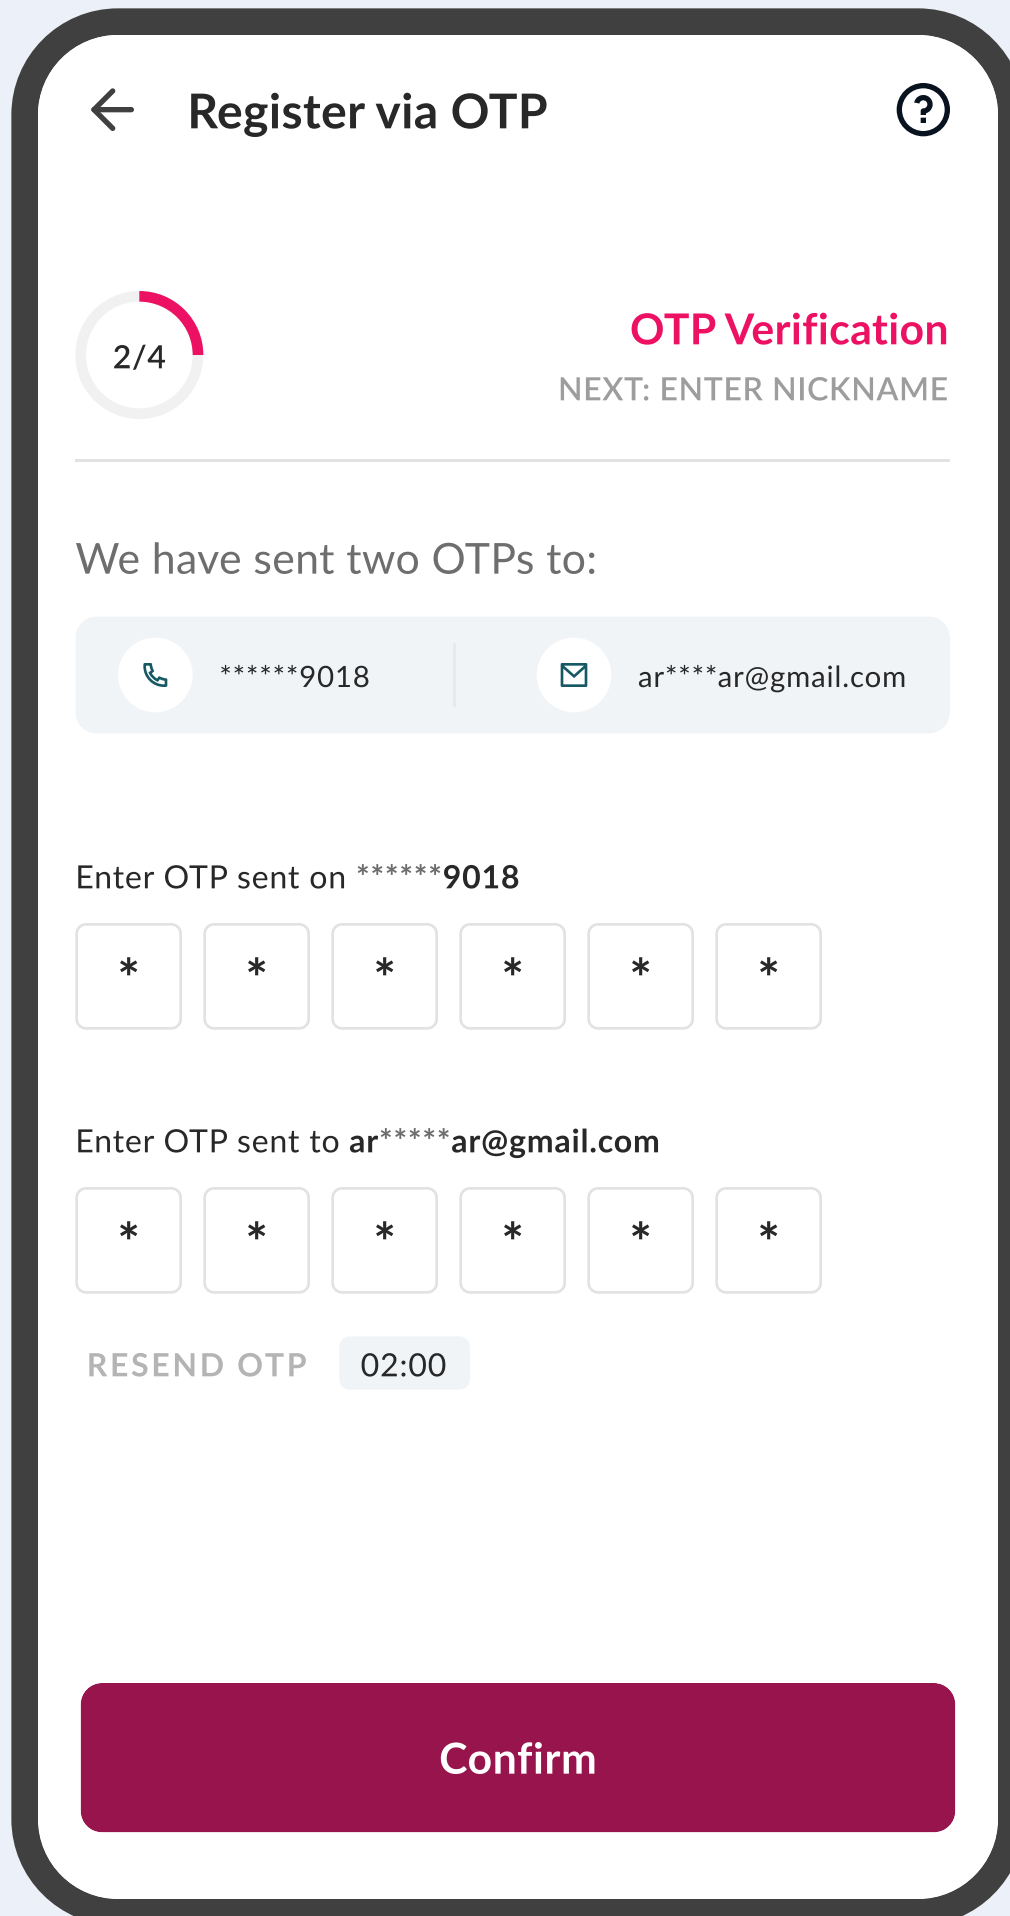 Register via OTP
?
2/4
OTP Verification
NEXT: ENTER NICKNAME
We have sent two OTPs to:
******9018
ar****ar@gmail.com
Enter OTP sent on ******9018
* * * * * *
Enter OTP sent to ar*****ar@gmail.com
* * * * * *
RESEND OTP 02:00
Confirm